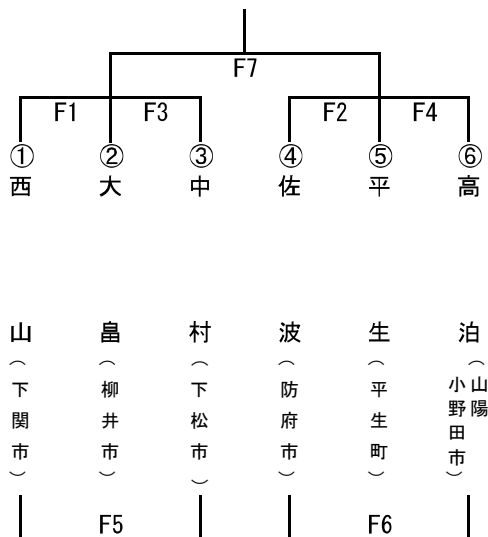 F7
F1
F3
F2
F4
①
②
③
④
⑤
⑥
西山（下関市）
大畠（柳井市）
中村（下松市）
佐波（防府市）
平生（平生町）
高泊（山陽小野田市）
F5
F6